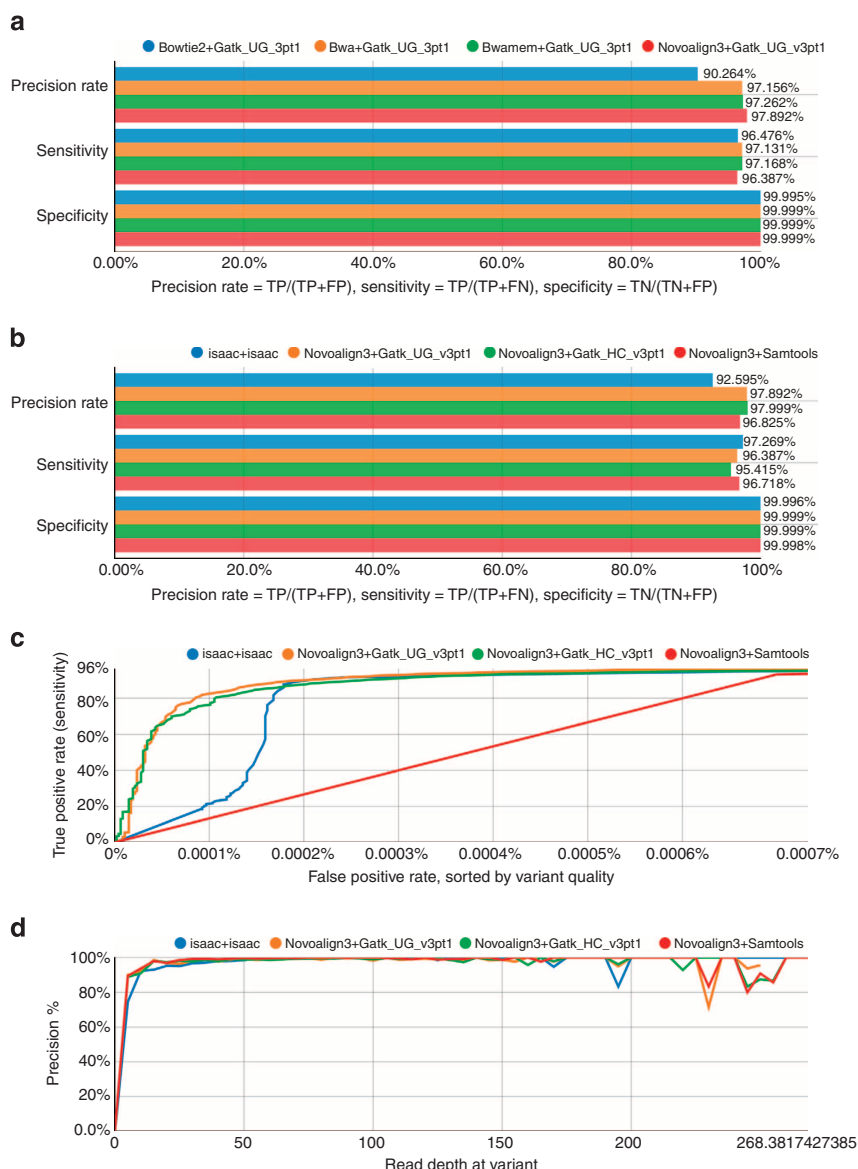 a
Bowtie2+Gatk_UG_3pt1 Bwa+Gatk_UG_3pt1 Bwamem+Gatk_UG_3pt1 Novoalign3+Gatk_UG_v3pt1
Precision rate
90.264%
97.156%
97.262%
97.892%
Sensitivity
96.476%
97.131%
97.168%
96.387%
Specificity
99.995%
99.999%
99.999%
99.999%
0.00% 20.0% 40.0% 60.0% 80.0% 100%
Precision rate = TP/(TP+FP), sensitivity = TP/(TP+FN), specificity = TN/(TN+FP)
b
isaac+isaac Novoalign3+Gatk_UG_v3pt1 Novoalign3+Gatk_HC_v3pt1 Novoalign3+Samtools
Precision rate
92.595%
97.892%
97.999%
96.825%
Sensitivity
97.269%
96.387%
95.415%
96.718%
Specificity
99.996%
99.999%
99.999%
99.998%
0.00% 20.0% 40.0% 60.0% 80.0% 100%
Precision rate = TP/(TP+FP), sensitivity = TP/(TP+FN), specificity = TN/(TN+FP)
c
isaac+isaac Novoalign3+Gatk_UG_v3pt1 Novoalign3+Gatk_HC_v3pt1 Novoalign3+Samtools
True positive rate (sensitivity)
96%
80%
60%
40%
20%
0%
0% 0.0001% 0.0002% 0.0003% 0.0004% 0.0005% 0.0006% 0.0007%
False positive rate, sorted by variant quality
d
isaac+isaac Novoalign3+Gatk_UG_v3pt1 Novoalign3+Gatk_HC_v3pt1 Novoalign3+Samtools
Precision %
100%
80%
60%
40%
20%
0.0%
0 50 100 150 200 268.3817427385
Read depth at variant